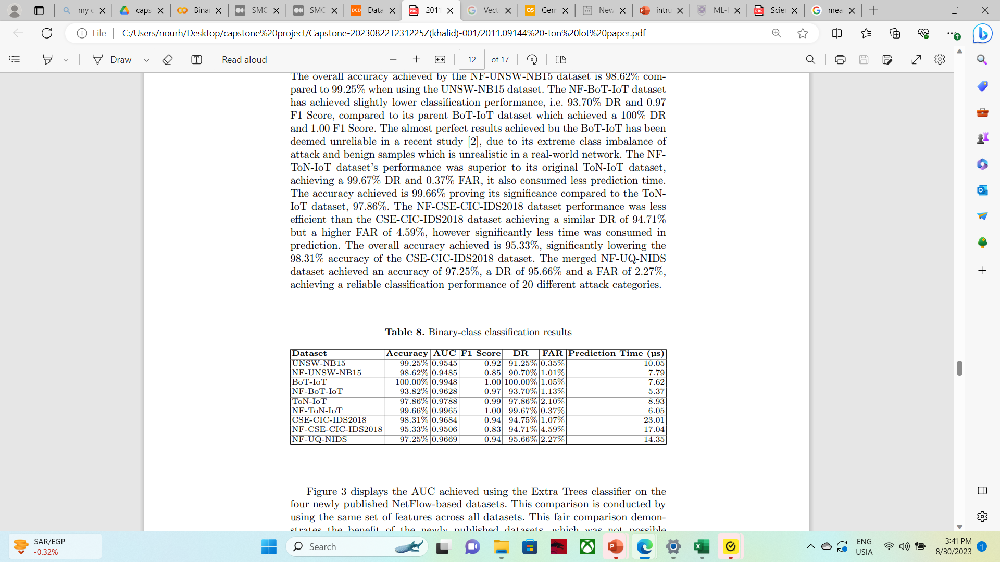 my c
caps
Bina
SMC
SMC
Data
2011
Vect
Gerr
New
intru
ML-
Scie
mea
File
C:/Users/nourh/Desktop/capstone%20project/Capstone-20230822T231225Z(khalid)-001/2011.09144%20-ton%20lot%20paper.pdf
Draw
Read aloud
12 of 17
The overall accuracy achieved by the NF-UNSW-NB15 dataset is 98.62% com-
pared to 99.25% when using the UNSW-NB15 dataset. The NF-BoT-IoT dataset
has achieved slightly lower classification performance, i.e. 93.70% DR and 0.97
F1 Score, compared to its parent BoT-IoT dataset which achieved a 100% DR
and 1.00 F1 Score. The almost perfect results achieved bu the BoT-IoT has been
deemed unreliable in a recent study [2], due to its extreme class imbalance of
attack and benign samples which is unrealistic in a real-world network. The NF-
ToN-IoT dataset's performance was superior to its original ToN-IoT dataset,
achieving a 99.67% DR and 0.37% FAR, it also consumed less prediction time.
The accuracy achieved is 99.66% proving its significance compared to the ToN-
IoT dataset, 97.86%. The NF-CSE-CIC-IDS2018 dataset performance was less
efficient than the CSE-CIC-IDS2018 dataset achieving a similar DR of 94.71%
but a higher FAR of 4.59%, however significantly less time was consumed in
prediction. The overall accuracy achieved is 95.33%, significantly lowering the
98.31% accuracy of the CSE-CIC-IDS2018 dataset. The merged NF-UQ-NIDS
dataset achieved an accuracy of 97.25%, a DR of 95.66% and a FAR of 2.27%,
achieving a reliable classification performance of 20 different attack categories.
Table 8. Binary-class classification results
Dataset Accuracy AUC F1 Score DR FAR Prediction Time (µs)
UNSW-NB15 99.25% 0.9545 0.92 91.25% 0.35% 10.05
NF-UNSW-NB15 98.62% 0.9485 0.85 90.70% 1.01% 7.79
BoT-IoT 100.00% 0.9948 1.00 100.00% 1.05% 7.62
NF-BoT-IoT 93.82% 0.9628 0.97 93.70% 1.13% 5.37
ToN-IoT 97.86% 0.9788 0.99 97.86% 2.10% 8.93
NF-ToN-IoT 99.66% 0.9965 1.00 99.67% 0.37% 6.05
CSE-CIC-IDS2018 98.31% 0.9684 0.94 94.75% 1.07% 23.01
NF-CSE-CIC-IDS2018 95.33% 0.9506 0.83 94.71% 4.59% 17.04
NF-UQ-NIDS 97.25% 0.9669 0.94 95.66% 2.27% 14.35
Figure 3 displays the AUC achieved using the Extra Trees classifier on the
four newly published NetFlow-based datasets. This comparison is conducted by
using the same set of features across all datasets. This fair comparison demon-
strates the benefit of the newly published datasets, which was not possible
SAR/EGP
-0.32%
Search
ENG
USIA
3:41 PM
8/30/2023
1